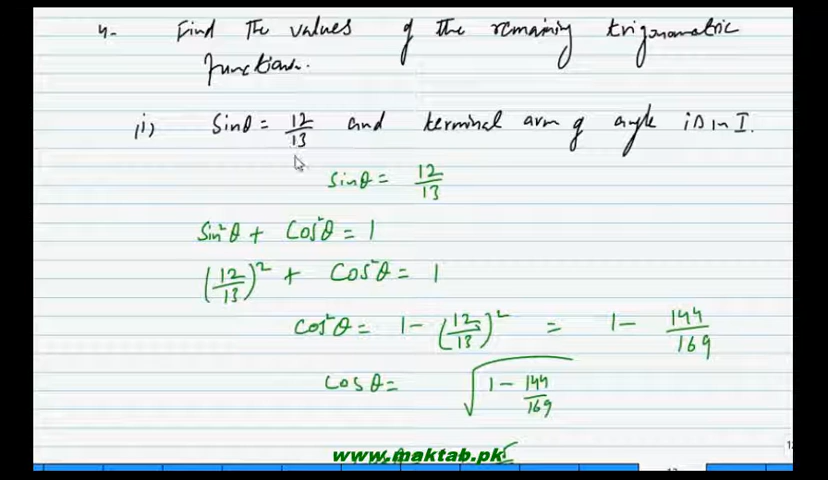 4- Find the values of the remaining trigonometric
functions.
(i) Sinθ = 12/13 and terminal arm of angle is in I.
sinθ = 12/13
Sin²θ + Cos²θ = 1
(12/13)² + Cos²θ = 1
Cos²θ = 1 - (12/13)² = 1 - 144/169
Cosθ = √(1 - 144/169)
www.maktab.pk